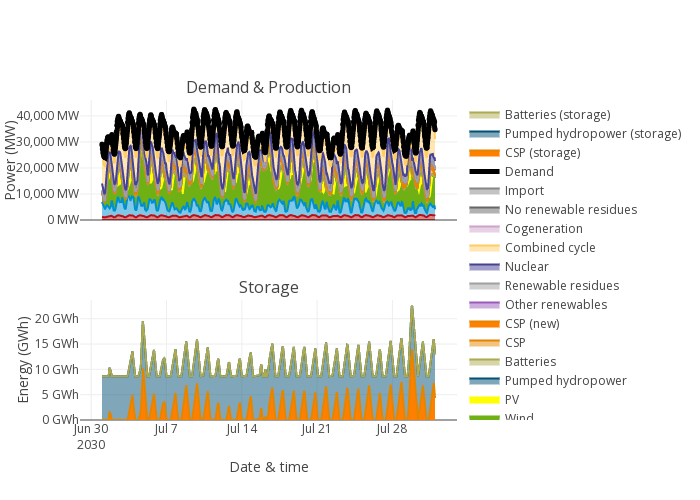 Demand & Production
40,000 MW
30,000 MW
20,000 MW
10,000 MW
0 MW
Power (MW)
Storage
20 GWh
15 GWh
10 GWh
5 GWh
0 GWh
Energy (GWh)
Jun 30
2030
Jul 7
Jul 14
Jul 21
Jul 28
Date & time
Batteries (storage)
Pumped hydropower (storage)
CSP (storage)
Demand
Import
No renewable residues
Cogeneration
Combined cycle
Nuclear
Renewable residues
Other renewables
CSP (new)
CSP
Batteries
Pumped hydropower
PV
Wind